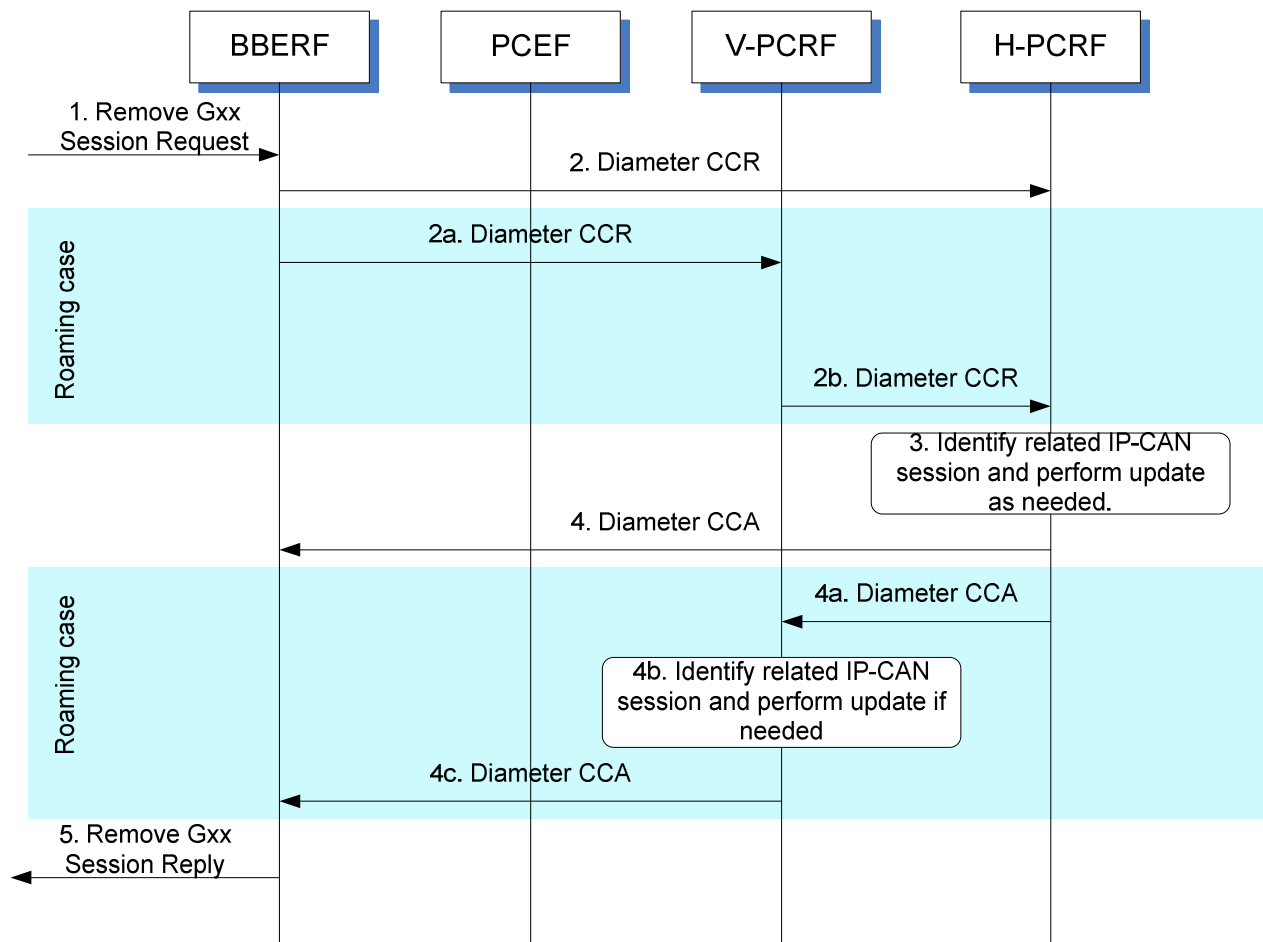 BBERF
PCEF
V-PCRF
H-PCRF
1. Remove Gxx
Session Request
2. Diameter CCR
Roaming case
2a. Diameter CCR
2b. Diameter CCR
3. Identify related IP-CAN
session and perform update
as needed.
4. Diameter CCA
Roaming case
4a. Diameter CCA
4b. Identify related IP-CAN
session and perform update if
needed
4c. Diameter CCA
5. Remove Gxx
Session Reply